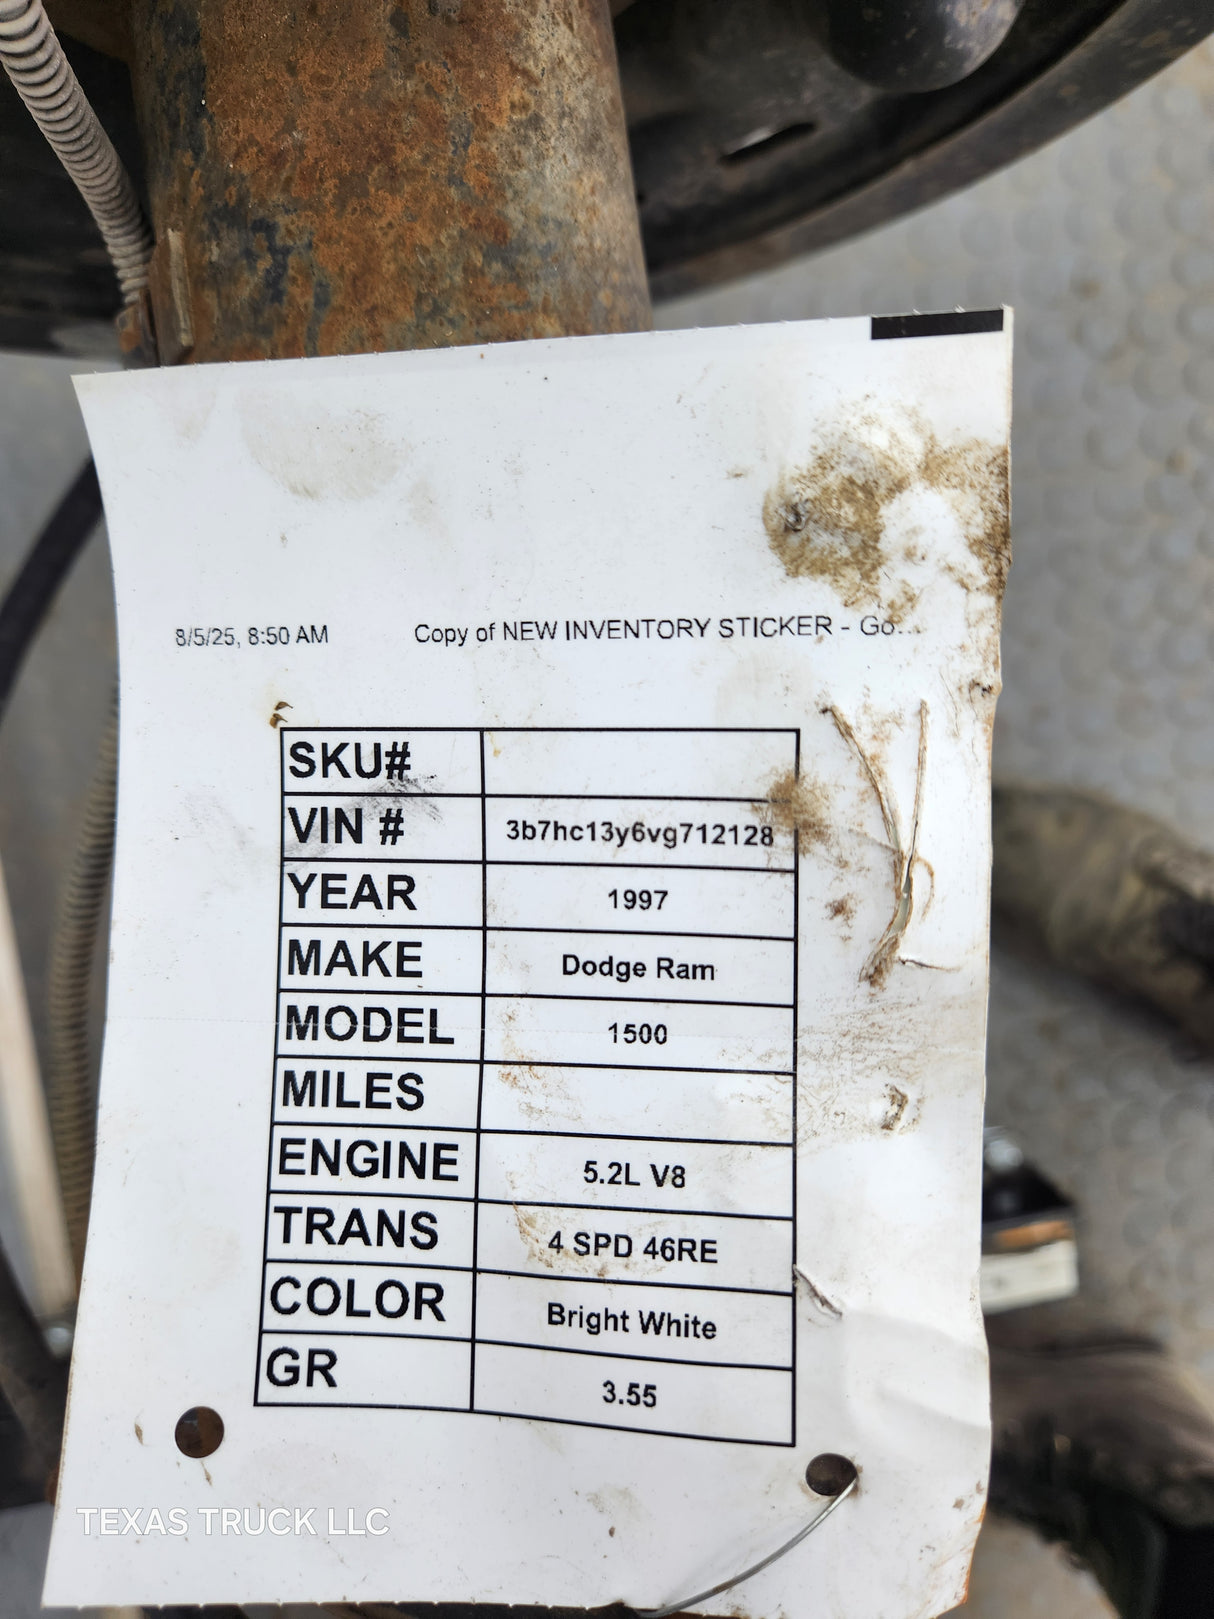 8/5/25, 8:50 AM Copy of NEW INVENTORY STICKER - Go...
SKU#
VIN # 3b7hc13y6vg712128
YEAR 1997
MAKE Dodge Ram
MODEL 1500
MILES
ENGINE 5.2L V8
TRANS 4 SPD 46RE
COLOR Bright White
GR 3.55
TEXAS TRUCK LLC